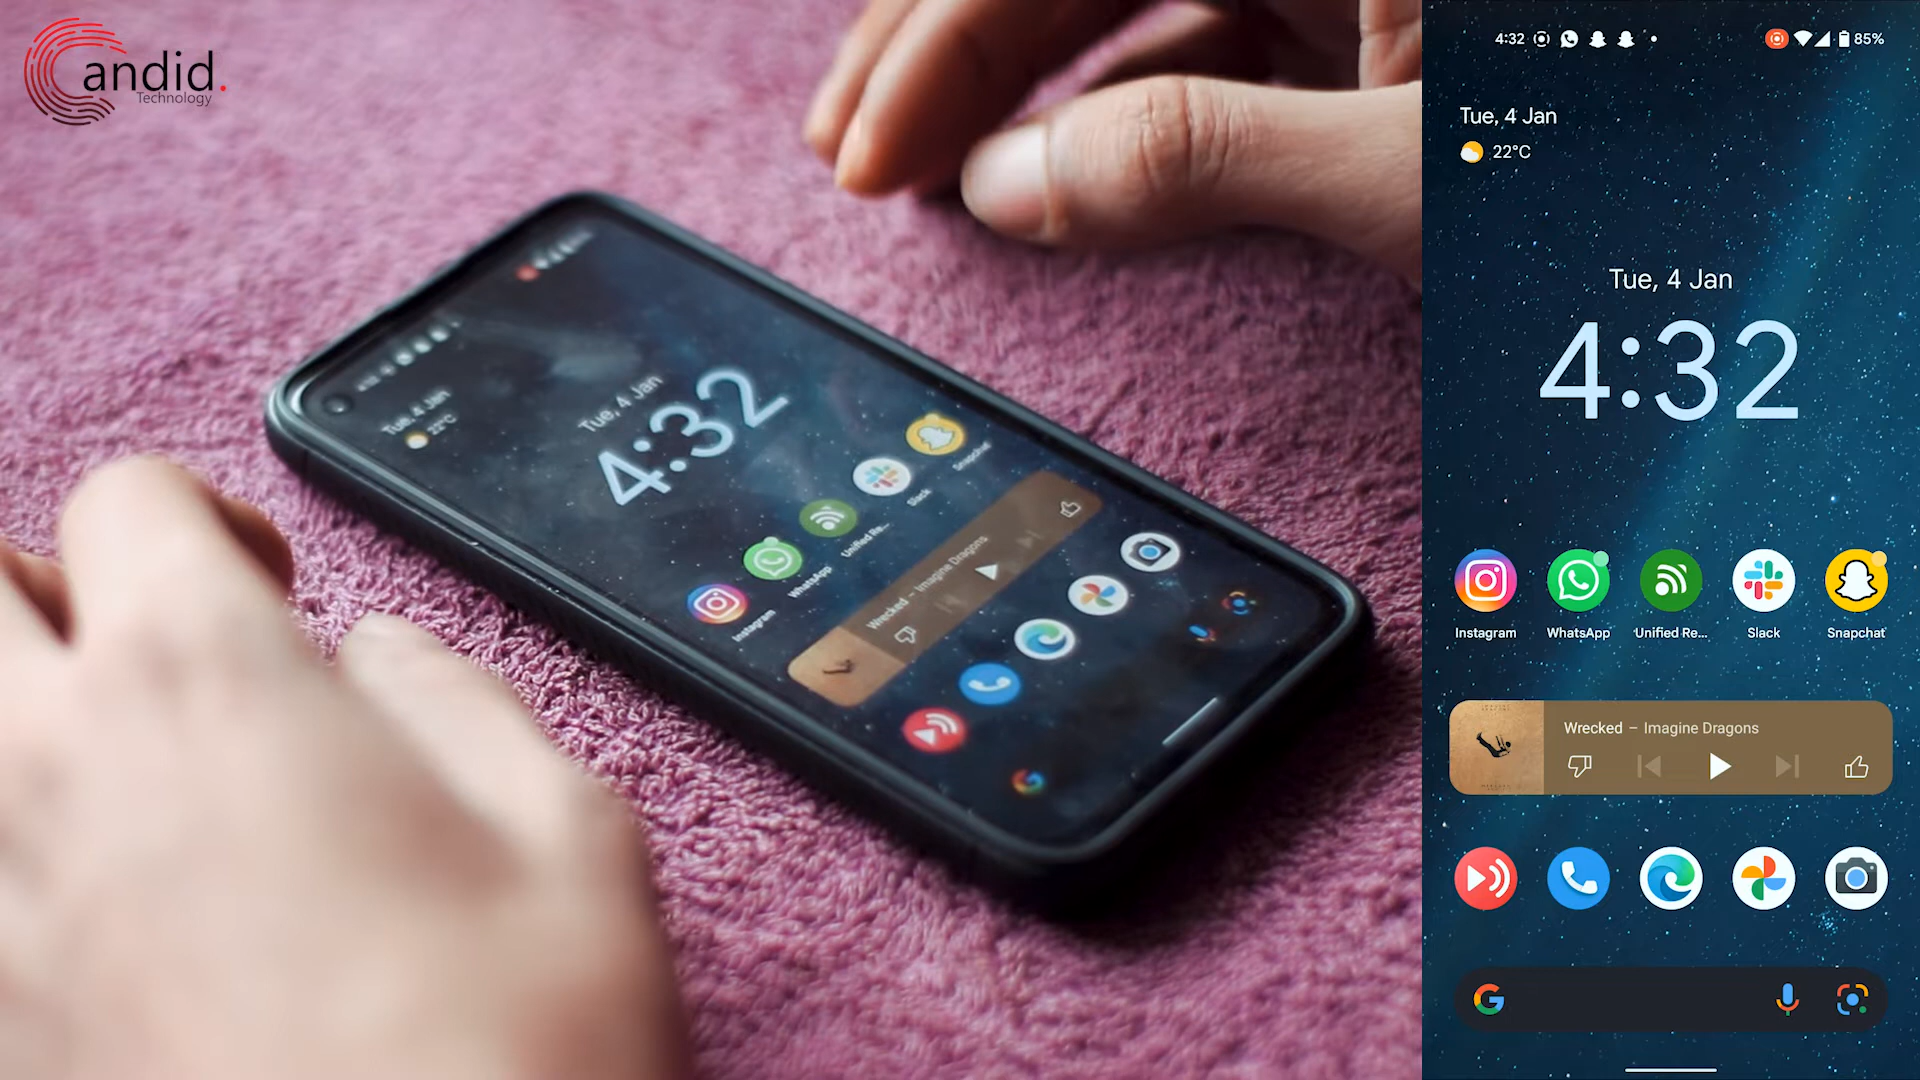 Candid.
Technology
Tue, 4 Jan
22°C
Tue, 4 Jan
4:32
Instagram
WhatsApp
Unified Re...
Slack
Snapchat
Wrecked – Imagine Dragons
4:32
85%
Tue, 4 Jan
22°C
Tue, 4 Jan
4:32
Instagram
WhatsApp
Unified Re...
Slack
Snapchat
Wrecked – Imagine Dragons